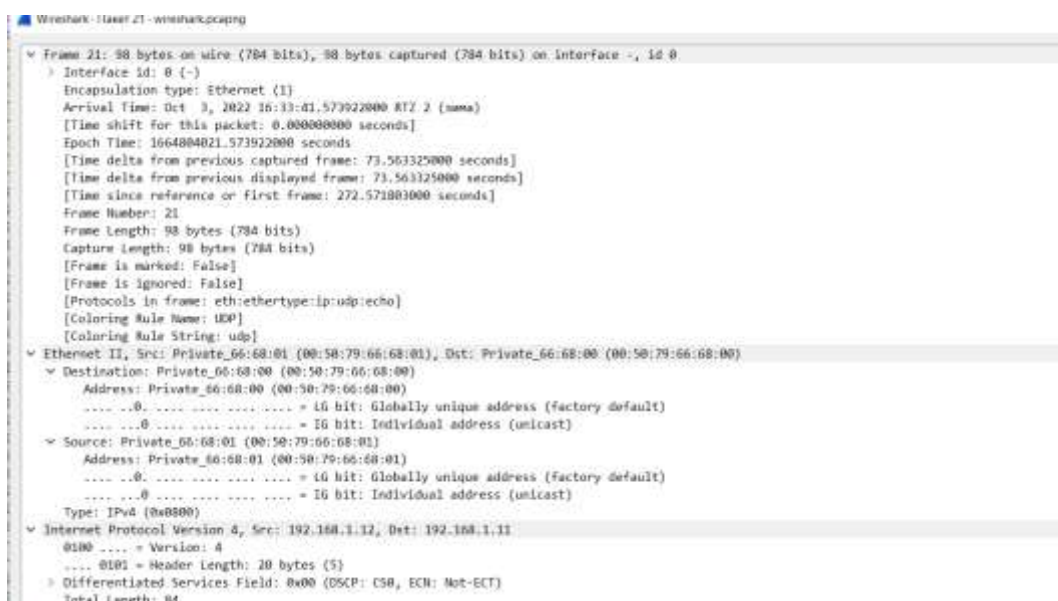 Wireshark · Пакет 21 · wireshark.pcapng
Frame 21: 98 bytes on wire (784 bits), 98 bytes captured (784 bits) on interface -, id 0
Interface id: 0 (-)
Encapsulation type: Ethernet (1)
Arrival Time: Oct 3, 2022 16:33:41.573922000 RTZ 2 (зима)
[Time shift for this packet: 0.000000000 seconds]
Epoch Time: 1664804021.573922000 seconds
[Time delta from previous captured frame: 73.563325000 seconds]
[Time delta from previous displayed frame: 73.563325000 seconds]
[Time since reference or first frame: 272.571803000 seconds]
Frame Number: 21
Frame Length: 98 bytes (784 bits)
Capture Length: 98 bytes (784 bits)
[Frame is marked: False]
[Frame is ignored: False]
[Protocols in frame: eth:ethertype:ip:udp:echo]
[Coloring Rule Name: UDP]
[Coloring Rule String: udp]
Ethernet II, Src: Private_66:68:01 (00:50:79:66:68:01), Dst: Private_66:68:00 (00:50:79:66:68:00)
Destination: Private_66:68:00 (00:50:79:66:68:00)
Address: Private_66:68:00 (00:50:79:66:68:00)
.... ..0. .... .... .... .... = LG bit: Globally unique address (factory default)
.... ...0 .... .... .... .... = IG bit: Individual address (unicast)
Source: Private_66:68:01 (00:50:79:66:68:01)
Address: Private_66:68:01 (00:50:79:66:68:01)
.... ..0. .... .... .... .... = LG bit: Globally unique address (factory default)
.... ...0 .... .... .... .... = IG bit: Individual address (unicast)
Type: IPv4 (0x0800)
Internet Protocol Version 4, Src: 192.168.1.12, Dst: 192.168.1.11
0100 .... = Version: 4
.... 0101 = Header Length: 20 bytes (5)
Differentiated Services Field: 0x00 (DSCP: CS0, ECN: Not-ECT)
Total Length: 84